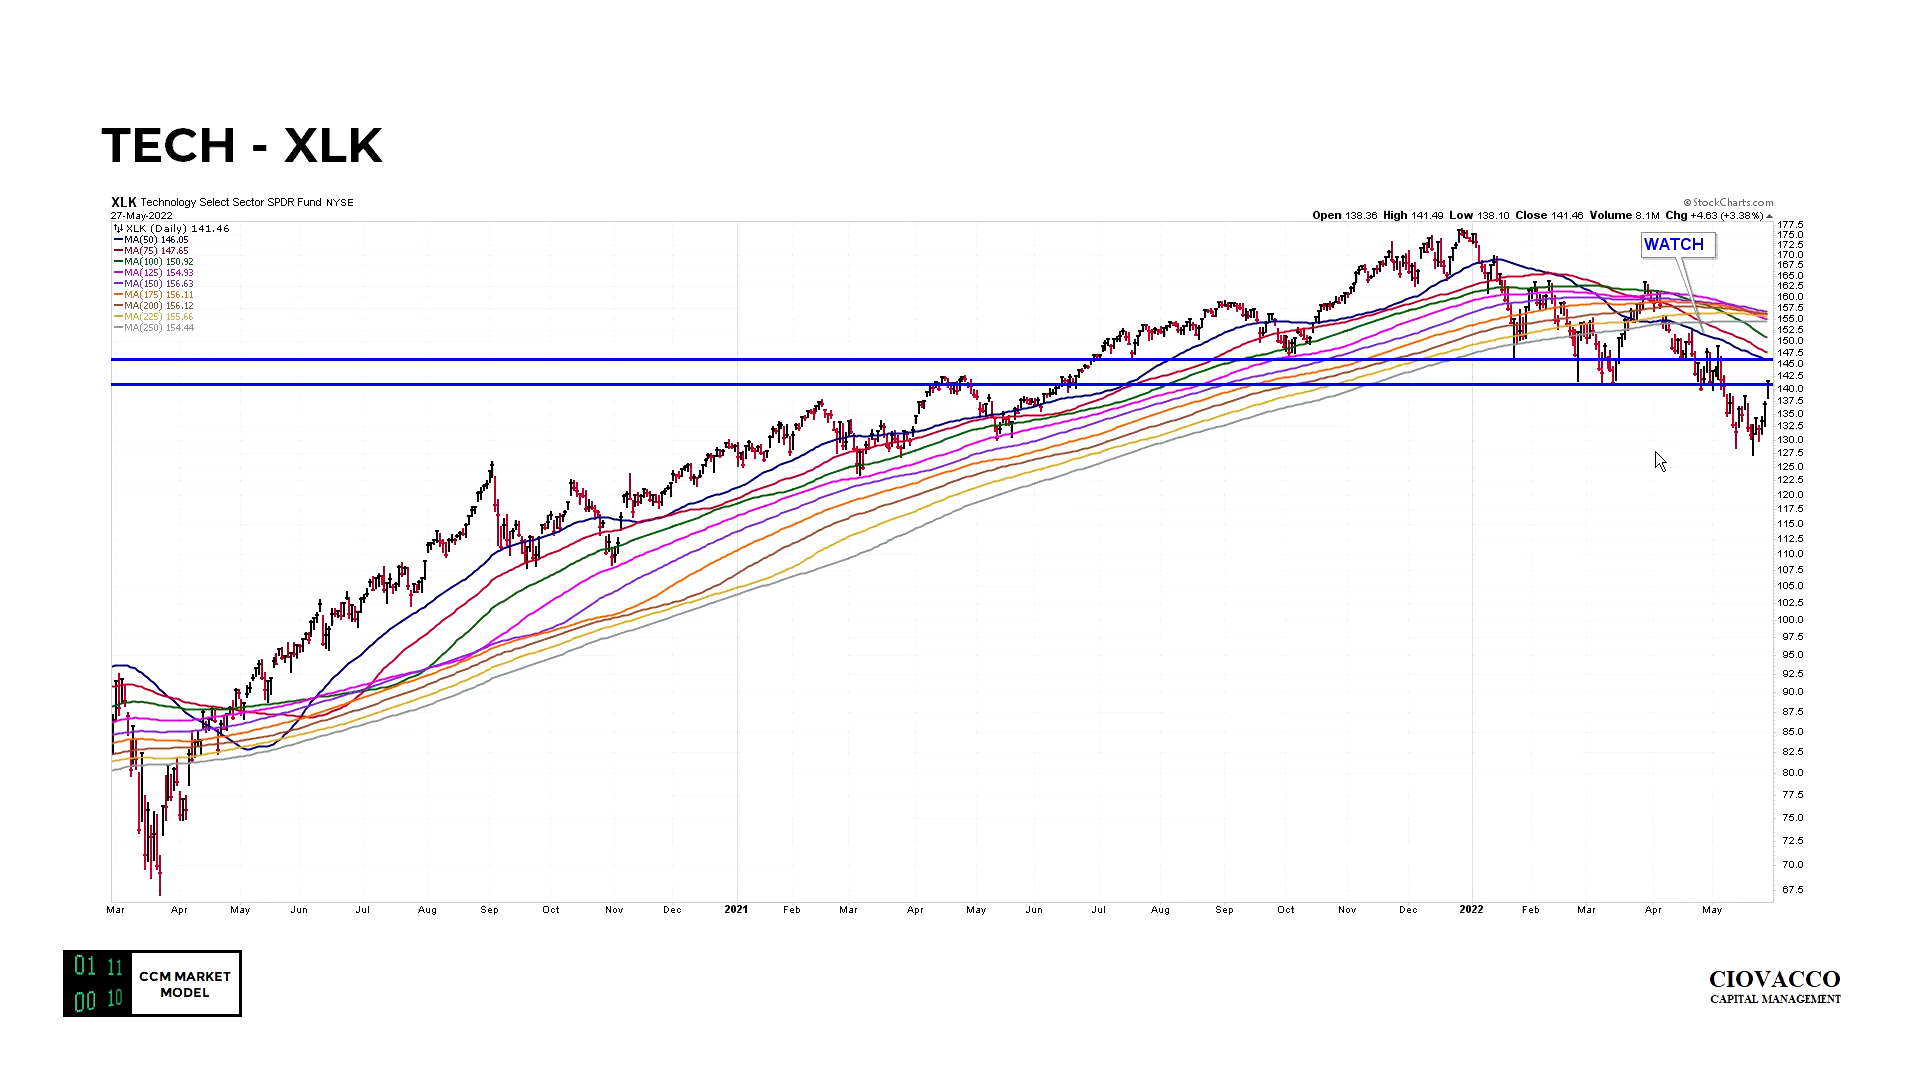 TECH - XLK
XLK Technology Select Sector SPDR Fund NYSE
© StockCharts.com
27-May-2022
Open 138.36 High 141.49 Low 138.10 Close 141.46 Volume 8.1M Chg +4.63 (+3.38%)
XLK (Daily) 141.46
MA(50) 146.05
MA(75) 147.65
MA(100) 150.92
MA(125) 154.93
MA(150) 156.63
MA(175) 156.11
MA(200) 156.12
MA(225) 155.66
MA(250) 154.44
WATCH
177.5
175.0
172.5
170.0
167.5
165.0
162.5
160.0
157.5
155.0
152.5
150.0
147.5
145.0
142.5
140.0
137.5
135.0
132.5
130.0
127.5
125.0
122.5
120.0
117.5
115.0
112.5
110.0
107.5
105.0
102.5
100.0
97.5
95.0
92.5
90.0
87.5
85.0
82.5
80.0
77.5
75.0
72.5
70.0
67.5
Mar Apr May Jun Jul Aug Sep Oct Nov Dec 2021 Feb Mar Apr May Jun Jul Aug Sep Oct Nov Dec 2022 Feb Mar Apr May
01 11
00 10
CCM MARKET
MODEL
CIOVACCO
CAPITAL MANAGEMENT